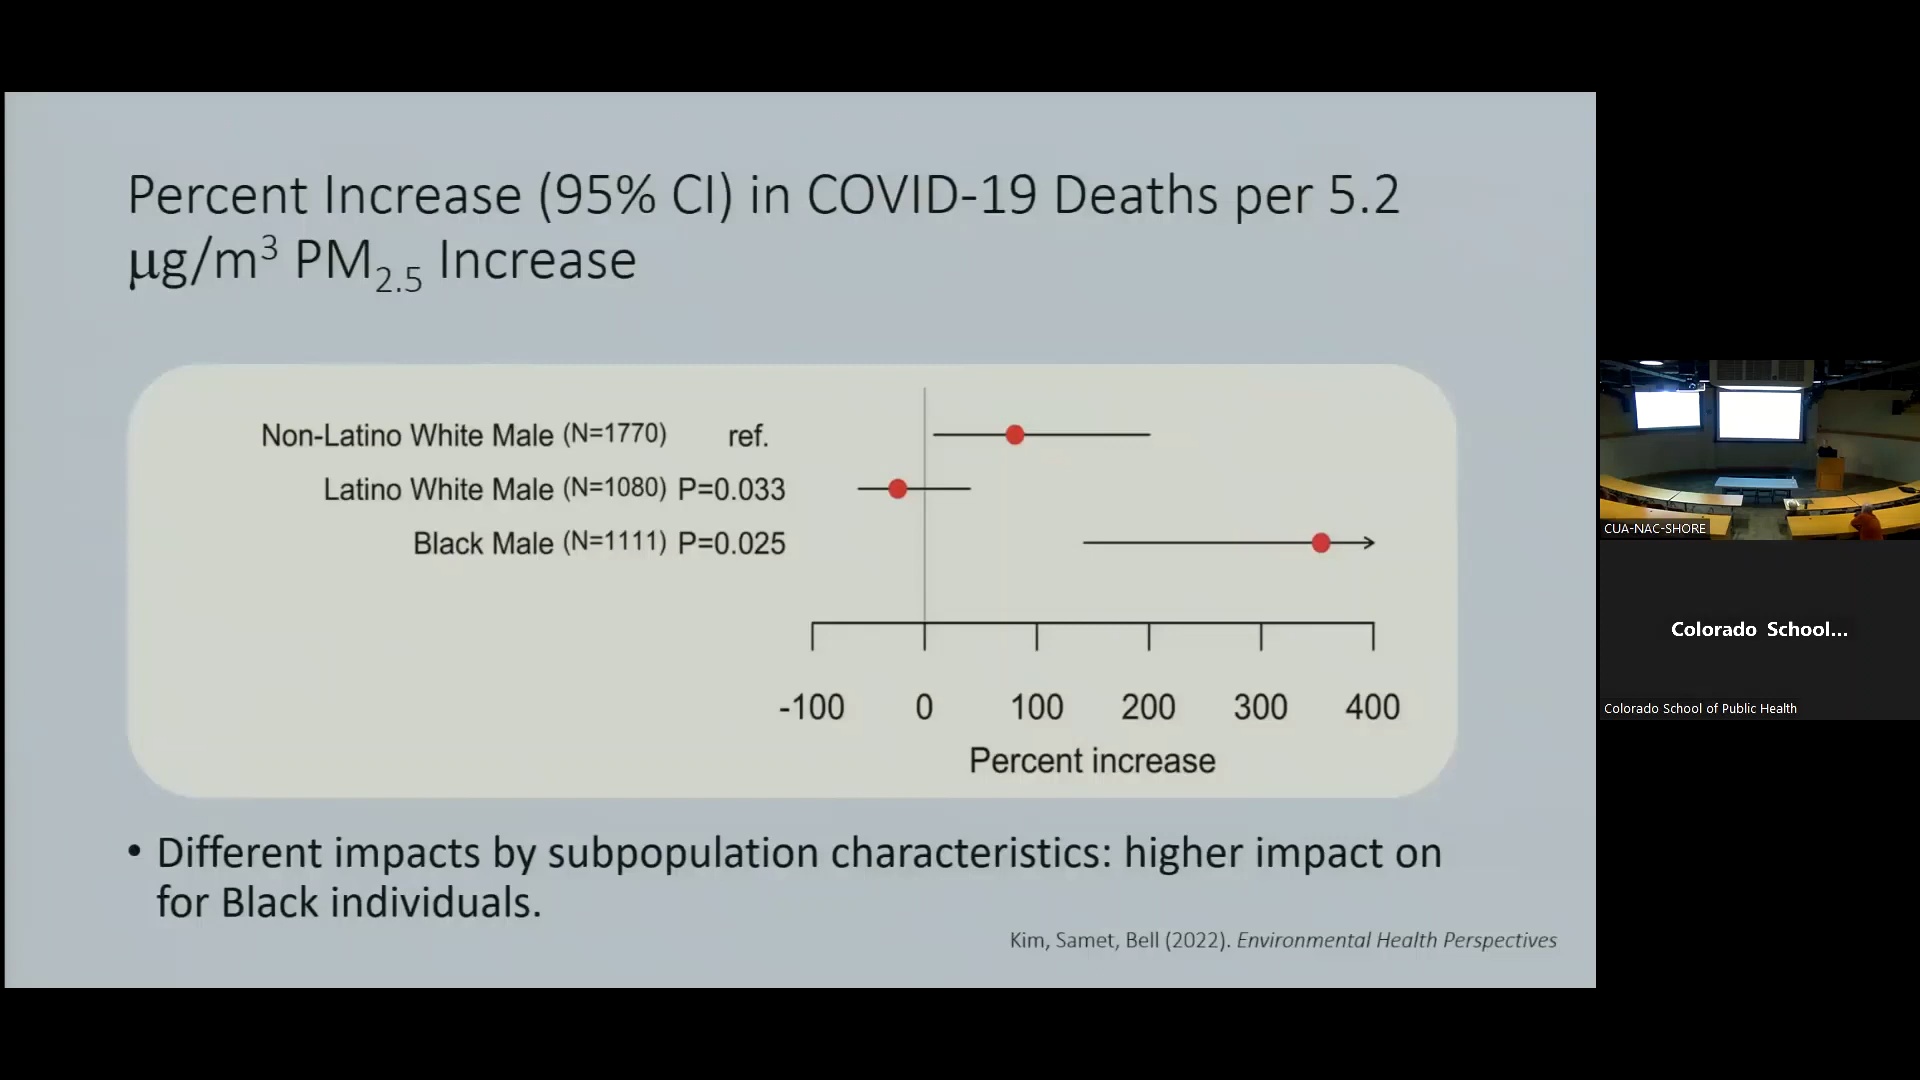 Percent Increase (95% CI) in COVID-19 Deaths per 5.2
µg/m³ PM₂.₅ Increase
Non-Latino White Male (N=1770) ref.
Latino White Male (N=1080) P=0.033
Black Male (N=1111) P=0.025
-100 0 100 200 300 400
Percent increase
• Different impacts by subpopulation characteristics: higher impact on
for Black individuals.
Kim, Samet, Bell (2022). Environmental Health Perspectives
CUA-NAC-SHORE
Colorado School...
Colorado School of Public Health